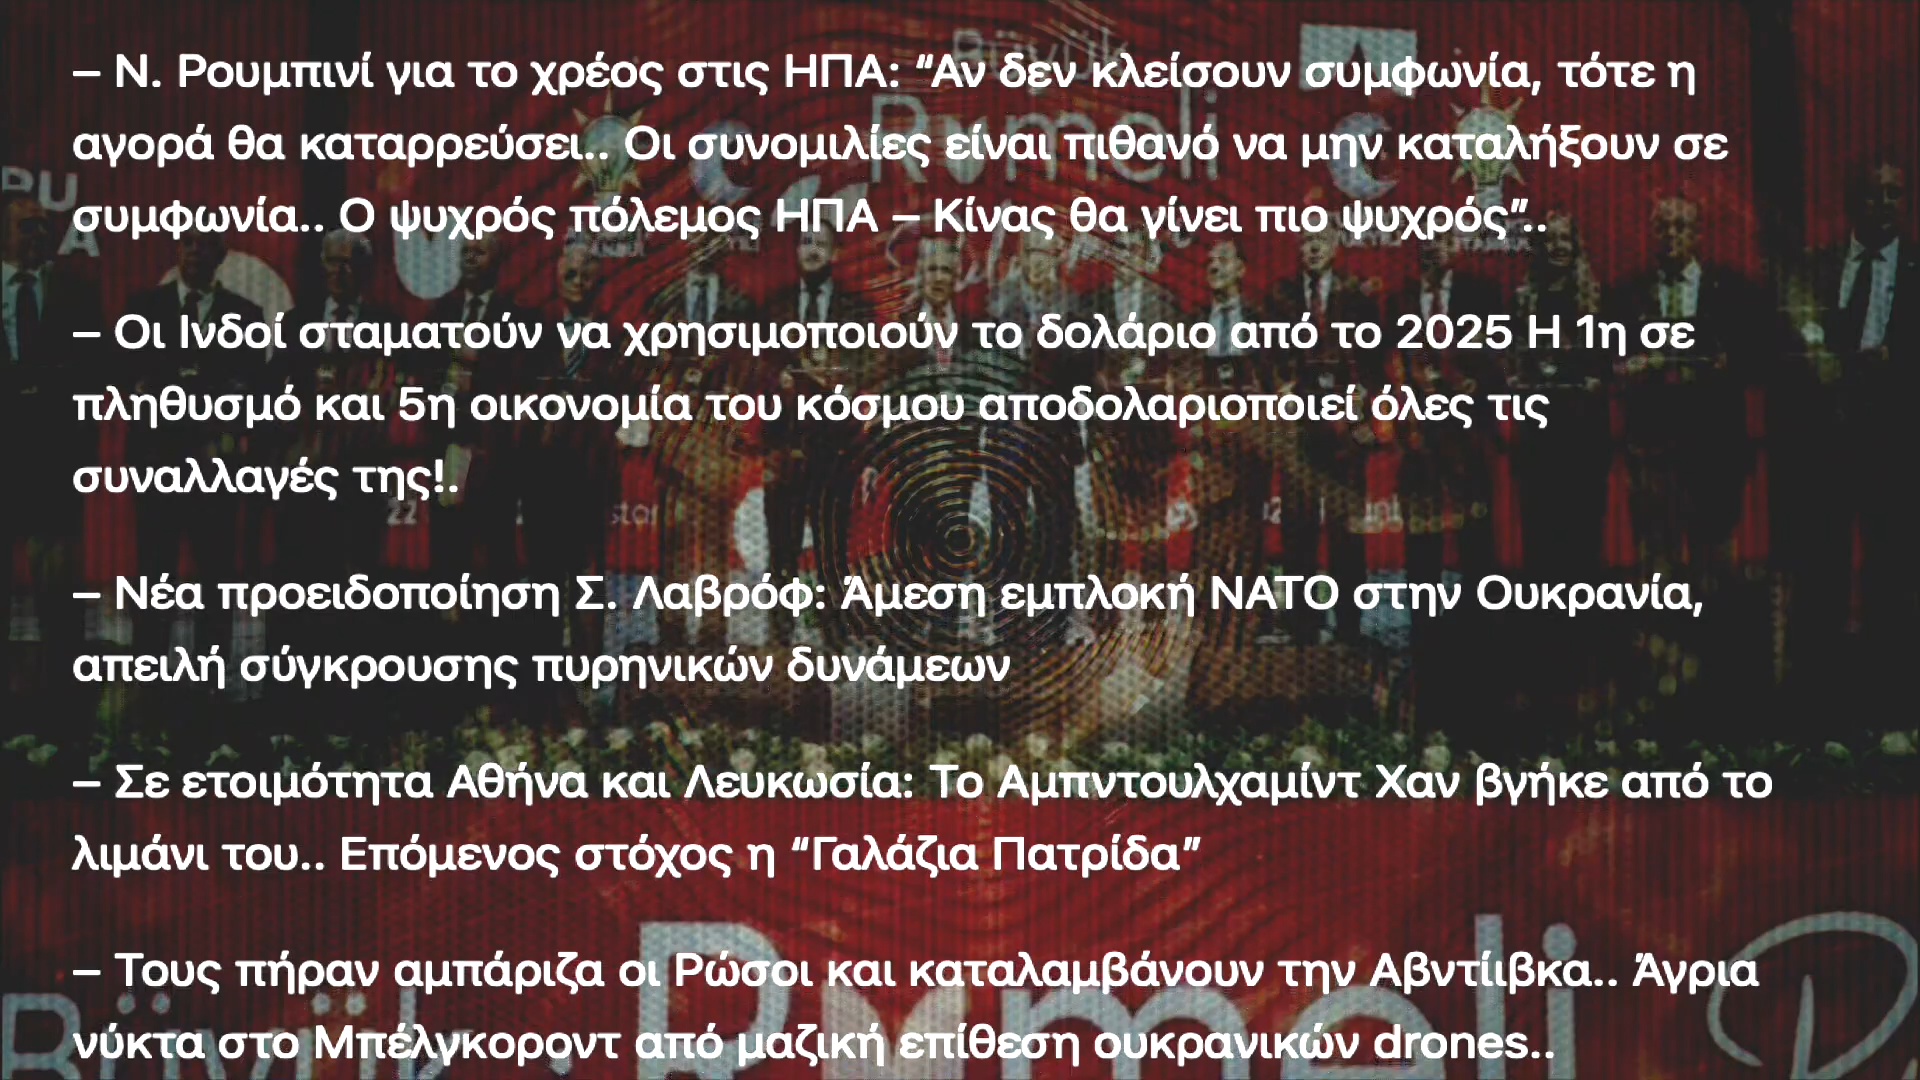 – Ν. Ρουμπινί για το χρέος στις ΗΠΑ: “Αν δεν κλείσουν συμφωνία, τότε η
αγορά θα καταρρεύσει.. Οι συνομιλίες είναι πιθανό να μην καταλήξουν σε
συμφωνία.. Ο ψυχρός πόλεμος ΗΠΑ – Κίνας θα γίνει πιο ψυχρός”..
– Οι Ινδοί σταματούν να χρησιμοποιούν το δολάριο από το 2025 Η 1η σε
πληθυσμό και 5η οικονομία του κόσμου αποδολαριοποιεί όλες τις
συναλλαγές της!.
– Νέα προειδοποίηση Σ. Λαβρόφ: Άμεση εμπλοκή ΝΑΤΟ στην Ουκρανία,
απειλή σύγκρουσης πυρηνικών δυνάμεων
– Σε ετοιμότητα Αθήνα και Λευκωσία: Το Αμπντουλχαμίντ Χαν βγήκε από το
λιμάνι του.. Επόμενος στόχος η “Γαλάζια Πατρίδα”
– Τους πήραν αμπάριζα οι Ρώσοι και καταλαμβάνουν την Αβντίιβκα.. Άγρια
νύκτα στο Μπέλγκοροντ από μαζική επίθεση ουκρανικών drones..
Büyük
Rumeli